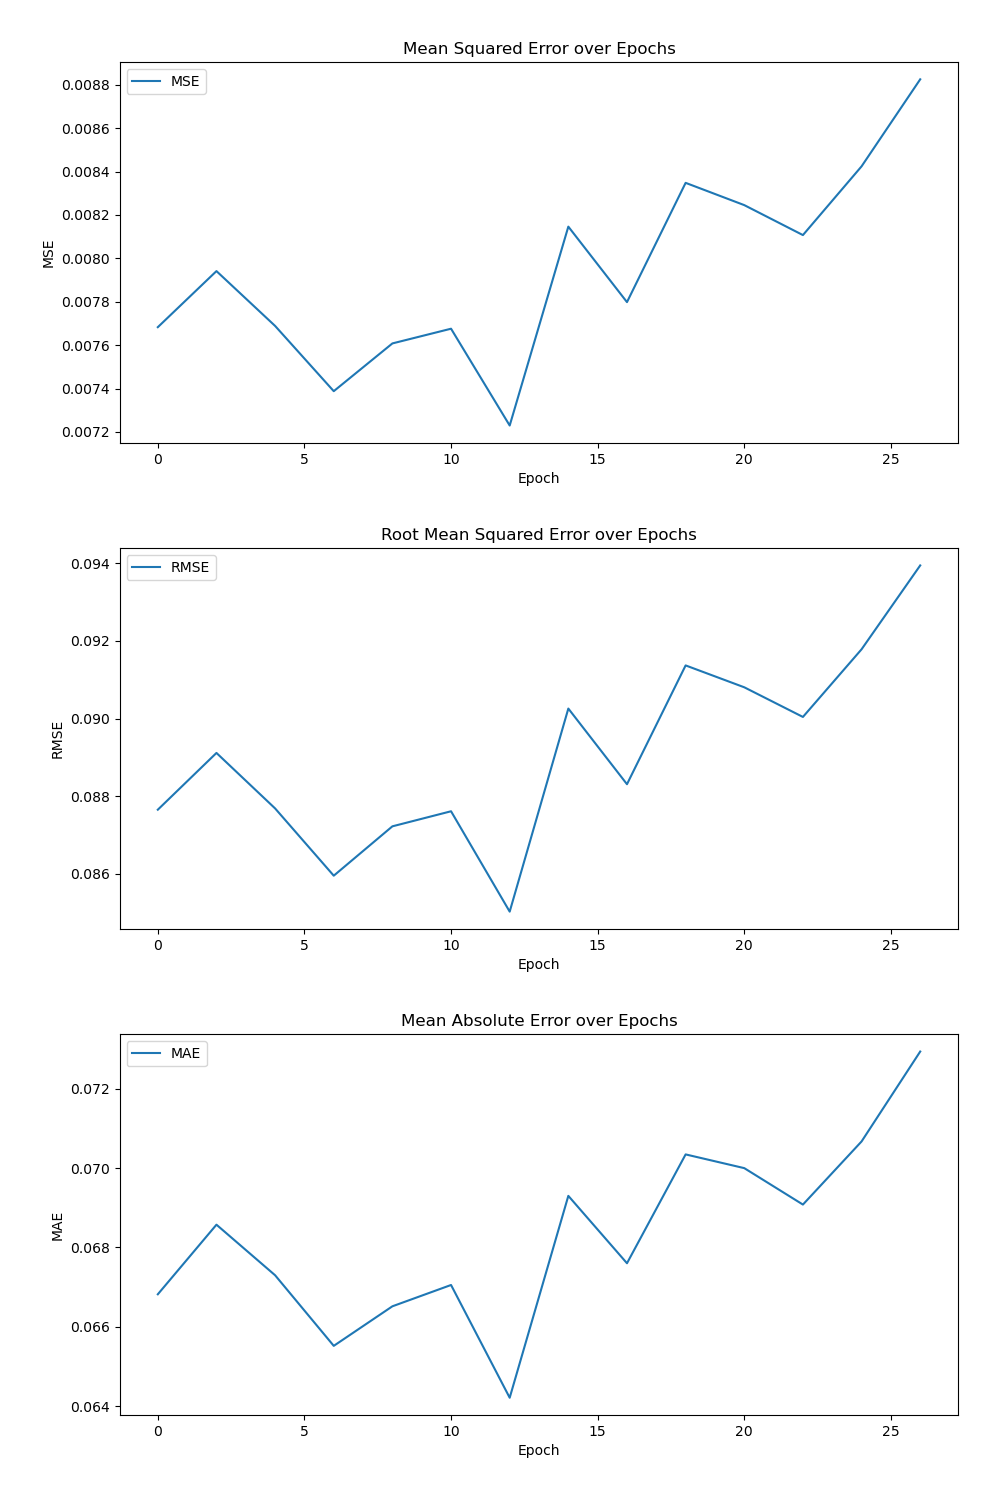 Mean Squared Error over Epochs
MSE
0.0088
0.0086
0.0084
0.0082
0.0080
0.0078
0.0076
0.0074
0.0072
MSE
0 5 10 15 20 25
Epoch
Root Mean Squared Error over Epochs
RMSE
0.094
0.092
0.090
0.088
0.086
RMSE
0 5 10 15 20 25
Epoch
Mean Absolute Error over Epochs
MAE
0.072
0.070
0.068
0.066
0.064
MAE
0 5 10 15 20 25
Epoch